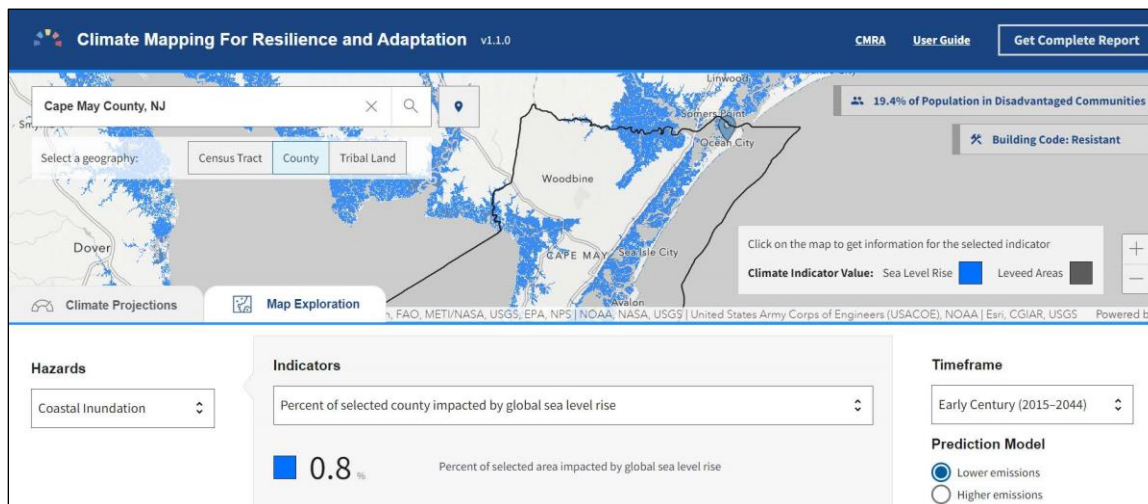 Climate Mapping For Resilience and Adaptation v1.1.0
CMRA
User Guide
Get Complete Report
Cape May County, NJ
Select a geography:
Census Tract
County
Tribal Land
Linwood
Somers Point
Ocean City
Woodbine
Dover
CAPE MAY
Sea Isle City
Avalon
19.4% of Population in Disadvantaged Communities
Building Code: Resistant
Click on the map to get information for the selected indicator
Climate Indicator Value: Sea Level Rise
Leveed Areas
+
−
Climate Projections
Map Exploration
FAO, METI/NASA, USGS, EPA, NPS | NOAA, NASA, USGS | United States Army Corps of Engineers (USACOE), NOAA | Esri, CGIAR, USGS
Powered b
Hazards
Coastal Inundation
Indicators
Percent of selected county impacted by global sea level rise
0.8 %
Percent of selected area impacted by global sea level rise
Timeframe
Early Century (2015–2044)
Prediction Model
Lower emissions
Higher emissions